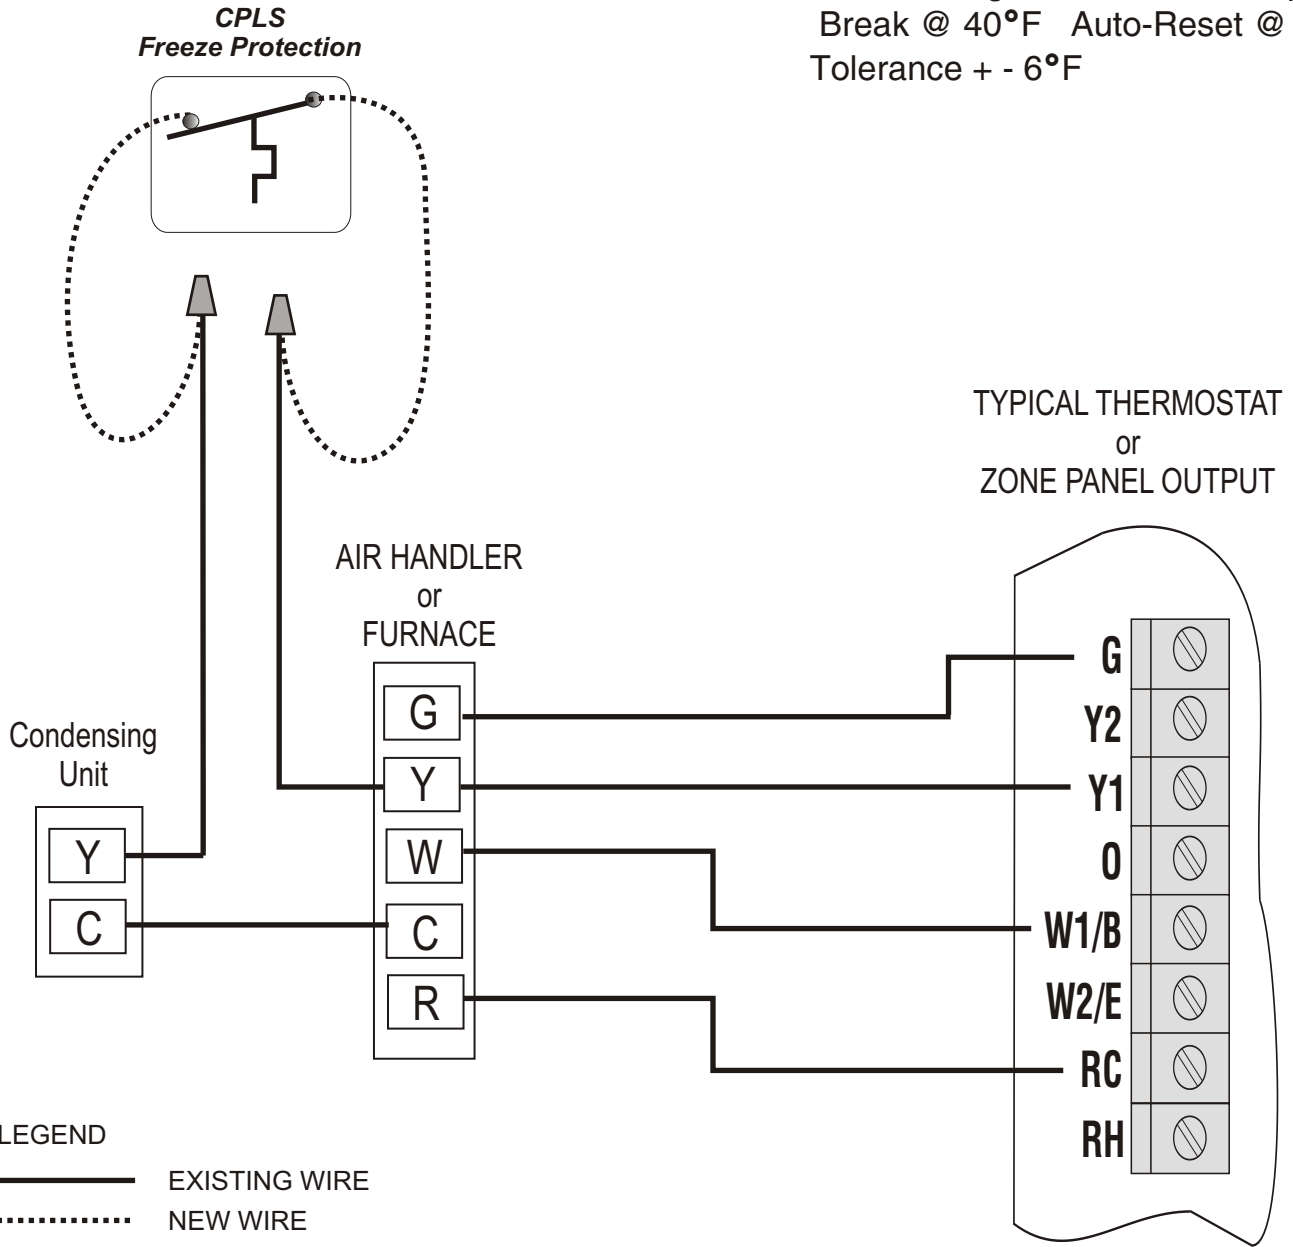 CPLS
Freeze Protection
Break @ 40°F Auto-Reset @
Tolerance + - 6°F
TYPICAL THERMOSTAT
or
ZONE PANEL OUTPUT
AIR HANDLER
or
FURNACE
G
Y
W
C
R
Condensing
Unit
Y
C
G
Y2
Y1
O
W1/B
W2/E
RC
RH
LEGEND
EXISTING WIRE
NEW WIRE